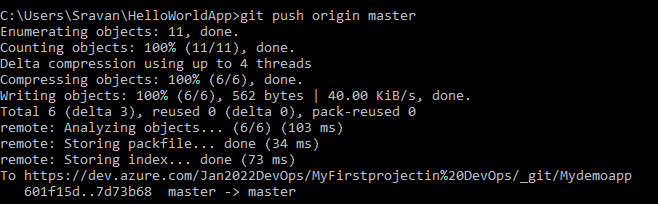 C:\Users\Sravan\HelloWorldApp>git push origin master
Enumerating objects: 11, done.
Counting objects: 100% (11/11), done.
Delta compression using up to 4 threads
Compressing objects: 100% (6/6), done.
Writing objects: 100% (6/6), 562 bytes | 40.00 KiB/s, done.
Total 6 (delta 3), reused 0 (delta 0), pack-reused 0
remote: Analyzing objects... (6/6) (103 ms)
remote: Storing packfile... done (34 ms)
remote: Storing index... done (73 ms)
To https://dev.azure.com/Jan2022DevOps/MyFirstprojectin%20DevOps/_git/Mydemoapp
   601f15d..7d73b68  master -> master